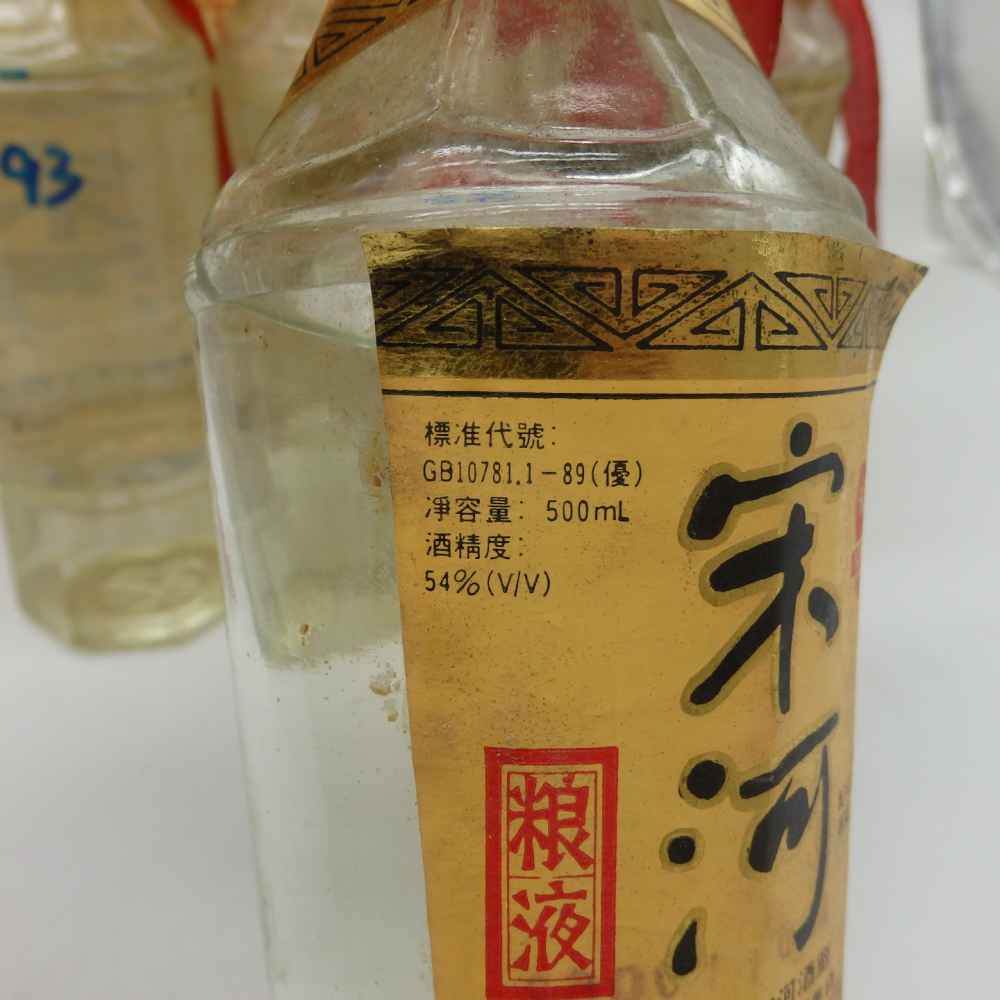 標准代號:
GB10781.1-89(優)
淨容量: 500mL
酒精度:
54%(V/V)
宋河
粮液
93